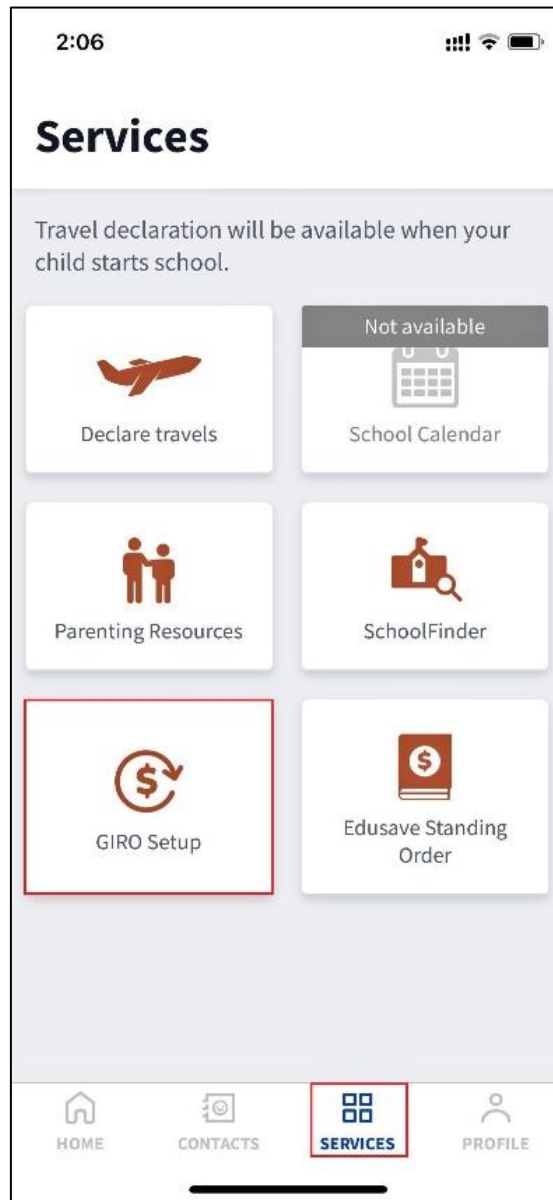 2:06
Services
Travel declaration will be available when your
child starts school.
Declare travels
Not available
School Calendar
Parenting Resources
SchoolFinder
GIRO Setup
Edusave Standing
Order
HOME
CONTACTS
SERVICES
PROFILE